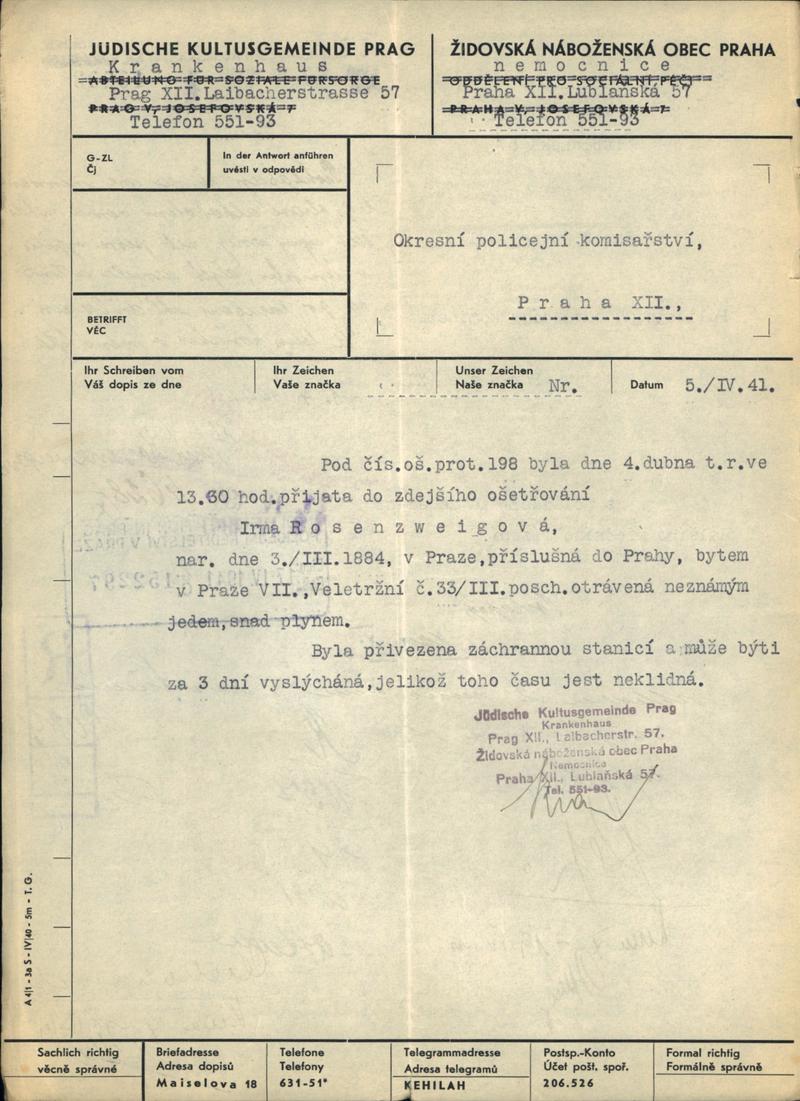 JÜDISCHE KULTUSGEMEINDE PRAG
Krankenhaus
ABTEILUNG FÜR SOZIALE FÜRSORGE
Prag XII.Laibacherstrasse 57
PRAG V., JOSEFOVSKÁ 7
Telefon 551-93
ŽIDOVSKÁ NÁBOŽENSKÁ OBEC PRAHA
nemocnice
ODDĚLENÍ PRO SOCIÁLNÍ PÉČI
Praha XII.Lublaňská 57
PRAHA V., JOSEFOVSKÁ 7
Telefon 551-93
G-ZL
Čj
In der Antwort anführen
uvésti v odpovědi
Okresní policejní komisařství,
Praha XII.,
BETRIFFT
VĚC
Ihr Schreiben vom
Váš dopis ze dne
Ihr Zeichen
Vaše značka
Unser Zeichen
Naše značka Nr.
Datum 5./IV.41.
Pod čís.oš.prot.198 byla dne 4.dubna t.r.ve
13.30 hod.přijata do zdejšího ošetřování
Irma Rosenzweigová,
nar. dne 3./III.1884, v Praze,příslušná do Prahy, bytem
v Praze VII.,Veletržní č.33/III.posch.otrávená neznámým
jedem,snad plynem.
Byla přivezena záchrannou stanicí a může býti
za 3 dní vyslýchána,jelikož toho času jest neklidná.
Jüdische Kultusgemeinde Prag
Krankenhaus
Prag XII., Laibacherstr. 57.
Židovská náboženská obec Praha
Nemocnice
Praha XII., Lublaňská 57.
Tel. 551-93.
A 4/1 - 3a S - IV/40 - 5m - T. G.
Sachlich richtig
věcně správné
Briefadresse
Adresa dopisů
Maiselova 18
Telefone
Telefony
631-51*
Telegrammadresse
Adresa telegramů
KEHILAH
Postsp.-Konto
Účet pošt. spoř.
206.526
Formal richtig
Formálně správně